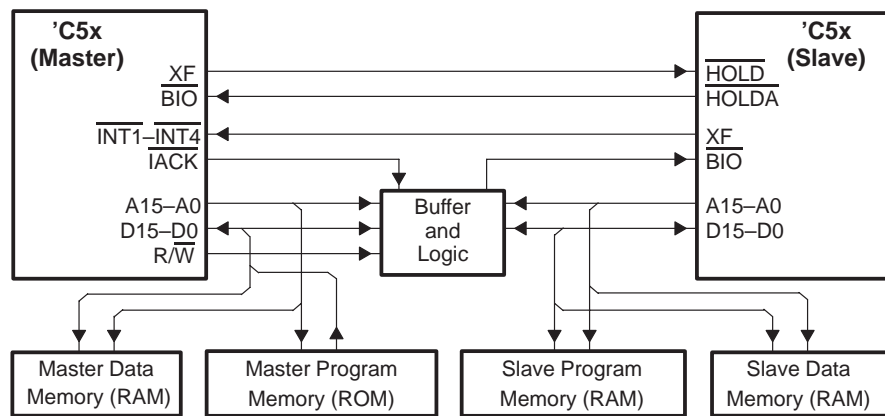 'C5x
(Master)
'C5x
(Slave)
XF
BIO
INT1–INT4
IACK
A15–A0
D15–D0
R/W
HOLD
HOLDA
XF
BIO
A15–A0
D15–D0
Buffer
and
Logic
Master Data
Memory (RAM)
Master Program
Memory (ROM)
Slave Program
Memory (RAM)
Slave Data
Memory (RAM)